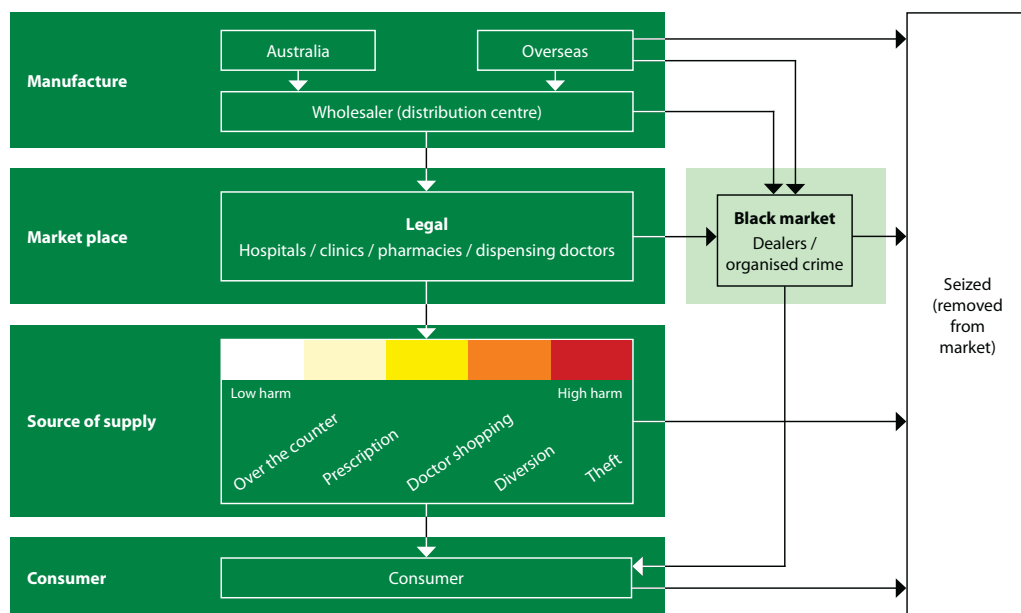 Manufacture
Australia
Overseas
Wholesaler (distribution centre)
Market place
Legal
Hospitals / clinics / pharmacies / dispensing doctors
Black market
Dealers /
organised crime
Seized
(removed
from
market)
Source of supply
Low harm
High harm
Over the counter
Prescription
Doctor shopping
Diversion
Theft
Consumer
Consumer